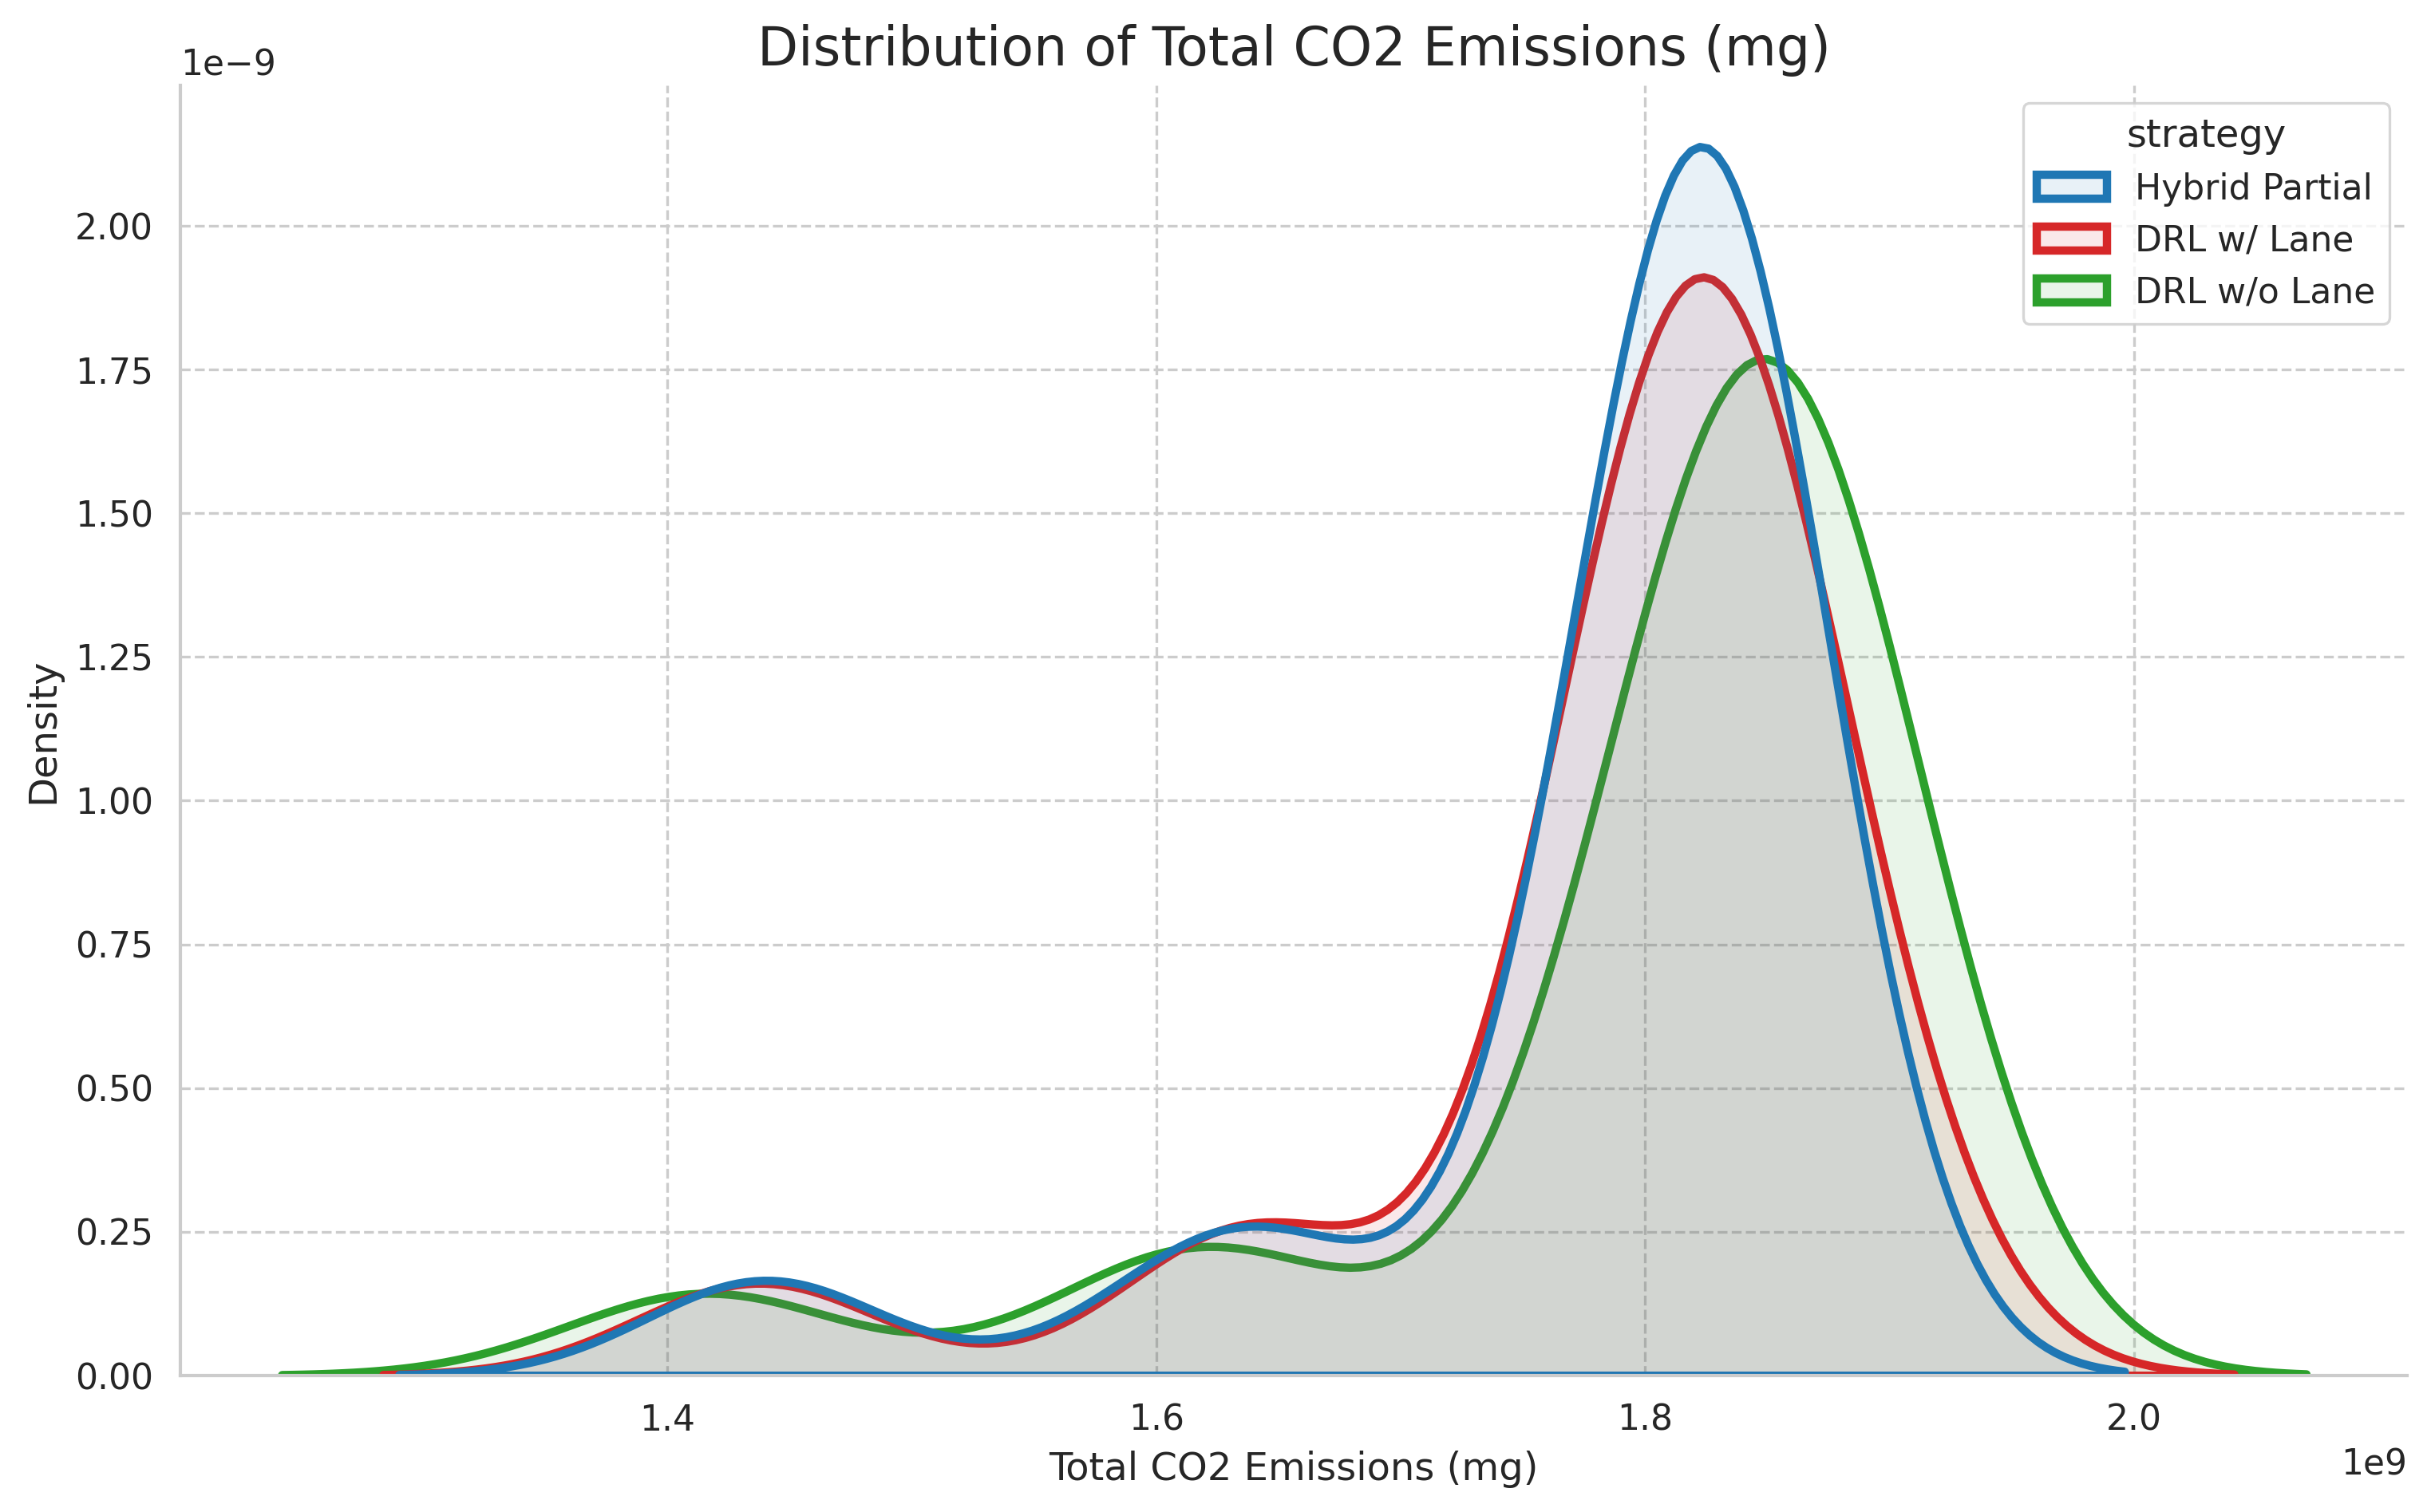 Distribution of Total CO2 Emissions (mg)
1e−9
strategy
Hybrid Partial
DRL w/ Lane
DRL w/o Lane
2.00
1.75
1.50
1.25
1.00
0.75
0.50
0.25
0.00
Density
1.4 1.6 1.8 2.0
Total CO2 Emissions (mg)
1e9